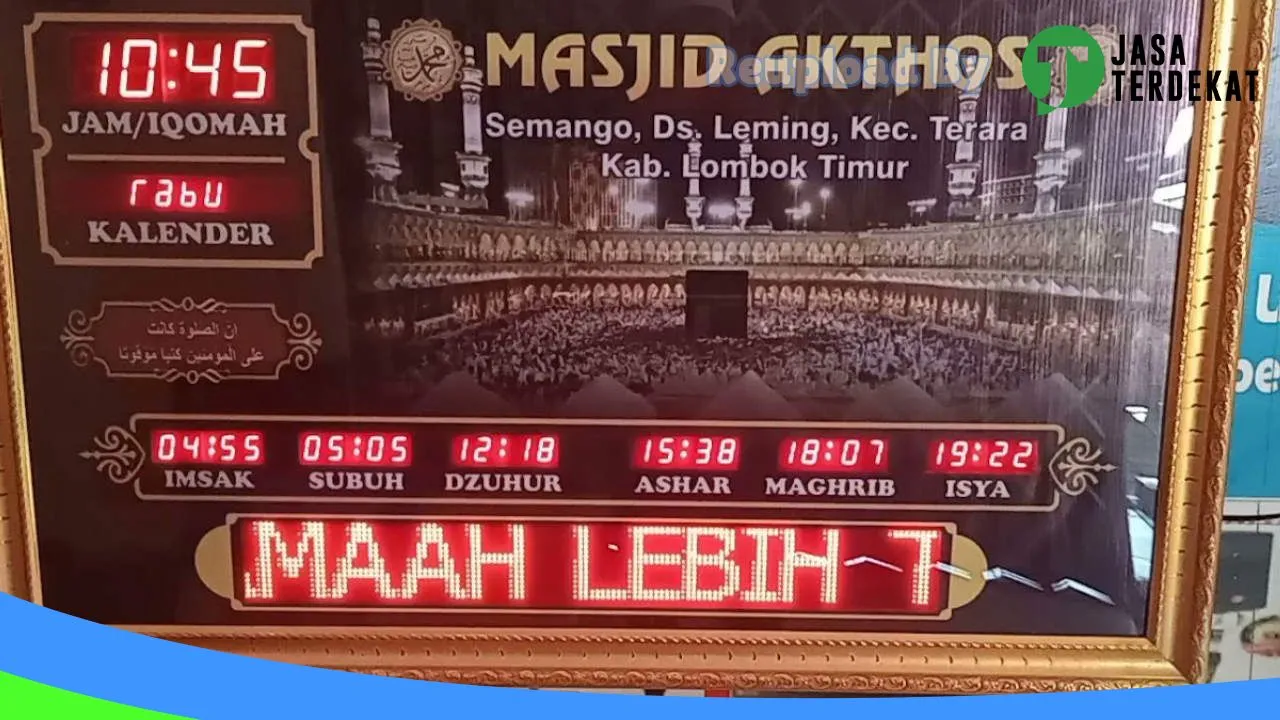 10:45
JAM/IQOMAH
rabu
KALENDER
MASJID AKTHOS
Semango, Ds. Leming, Kec. Terara
Kab. Lombok Timur
Reupload By
JASA
TERDEKAT
ان الصلوة كانت
على المومنين كتبا موقوتا
04:55 05:05 12:18 15:38 18:07 19:22
IMSAK SUBUH DZUHUR ASHAR MAGHRIB ISYA
MAAH LEBIH